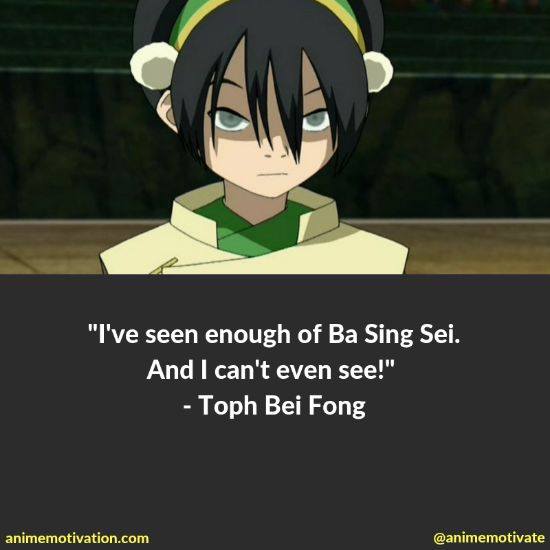 "I've seen enough of Ba Sing Sei.
And I can't even see!"
- Toph Bei Fong
animemotivation.com
@animemotivate